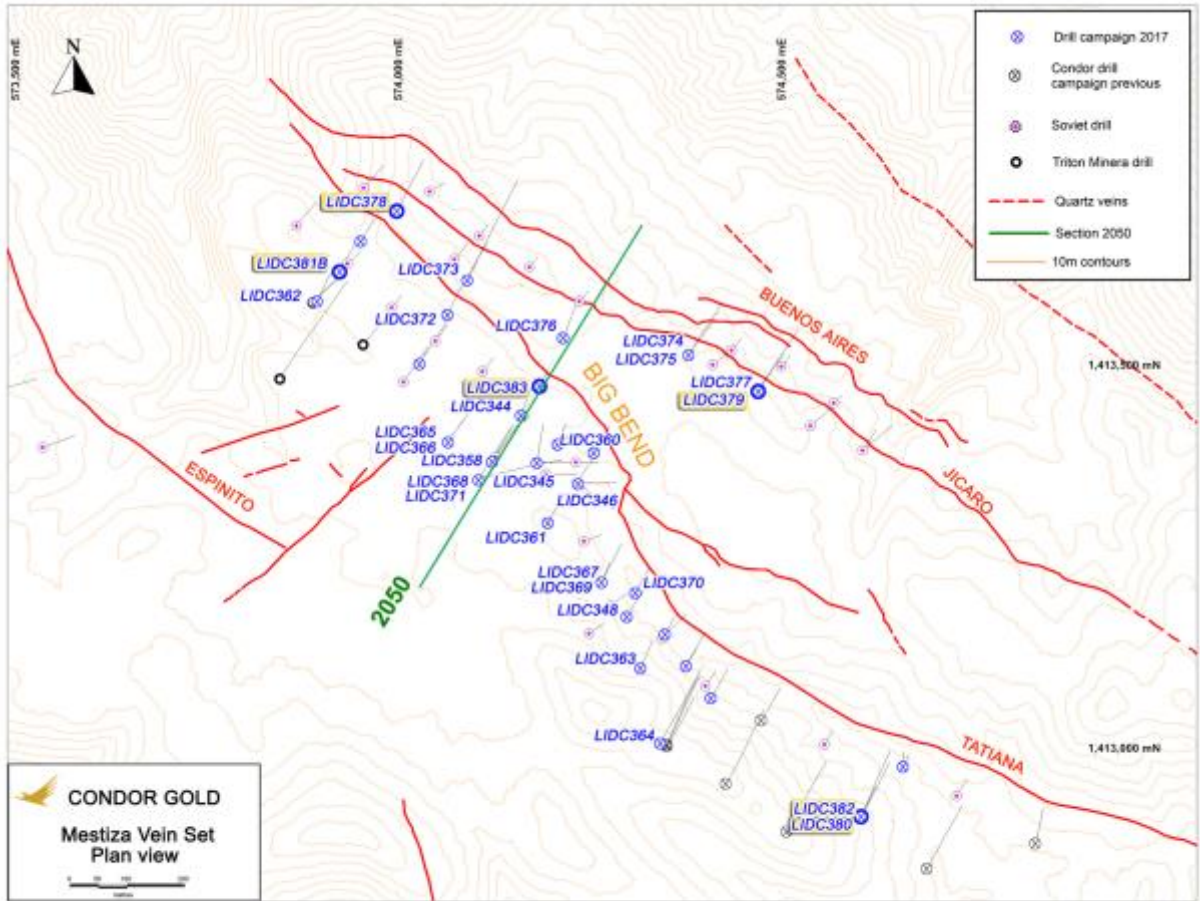 N
573,500 mE
574,000 mE
574,500 mE
Drill campaign 2017
Condor drill
campaign previous
Soviet drill
Triton Minera drill
Quartz veins
Section 2050
10m contours
LIDC378
LIDC381B
LIDC362
LIDC373
LIDC372
LIDC376
LIDC374
LIDC375
BUENOS AIRES
1,413,500 mN
LIDC377
LIDC379
LIDC383
LIDC344
BIG BEND
LIDC365
LIDC366
LIDC360
LIDC358
ESPINITO
LIDC345
LIDC368
LIDC371
LIDC346
JICARO
LIDC361
LIDC367
LIDC369
LIDC370
2050
LIDC348
LIDC363
LIDC364
TATIANA
1,413,000 mN
LIDC382
LIDC380
CONDOR GOLD
Mestiza Vein Set
Plan view